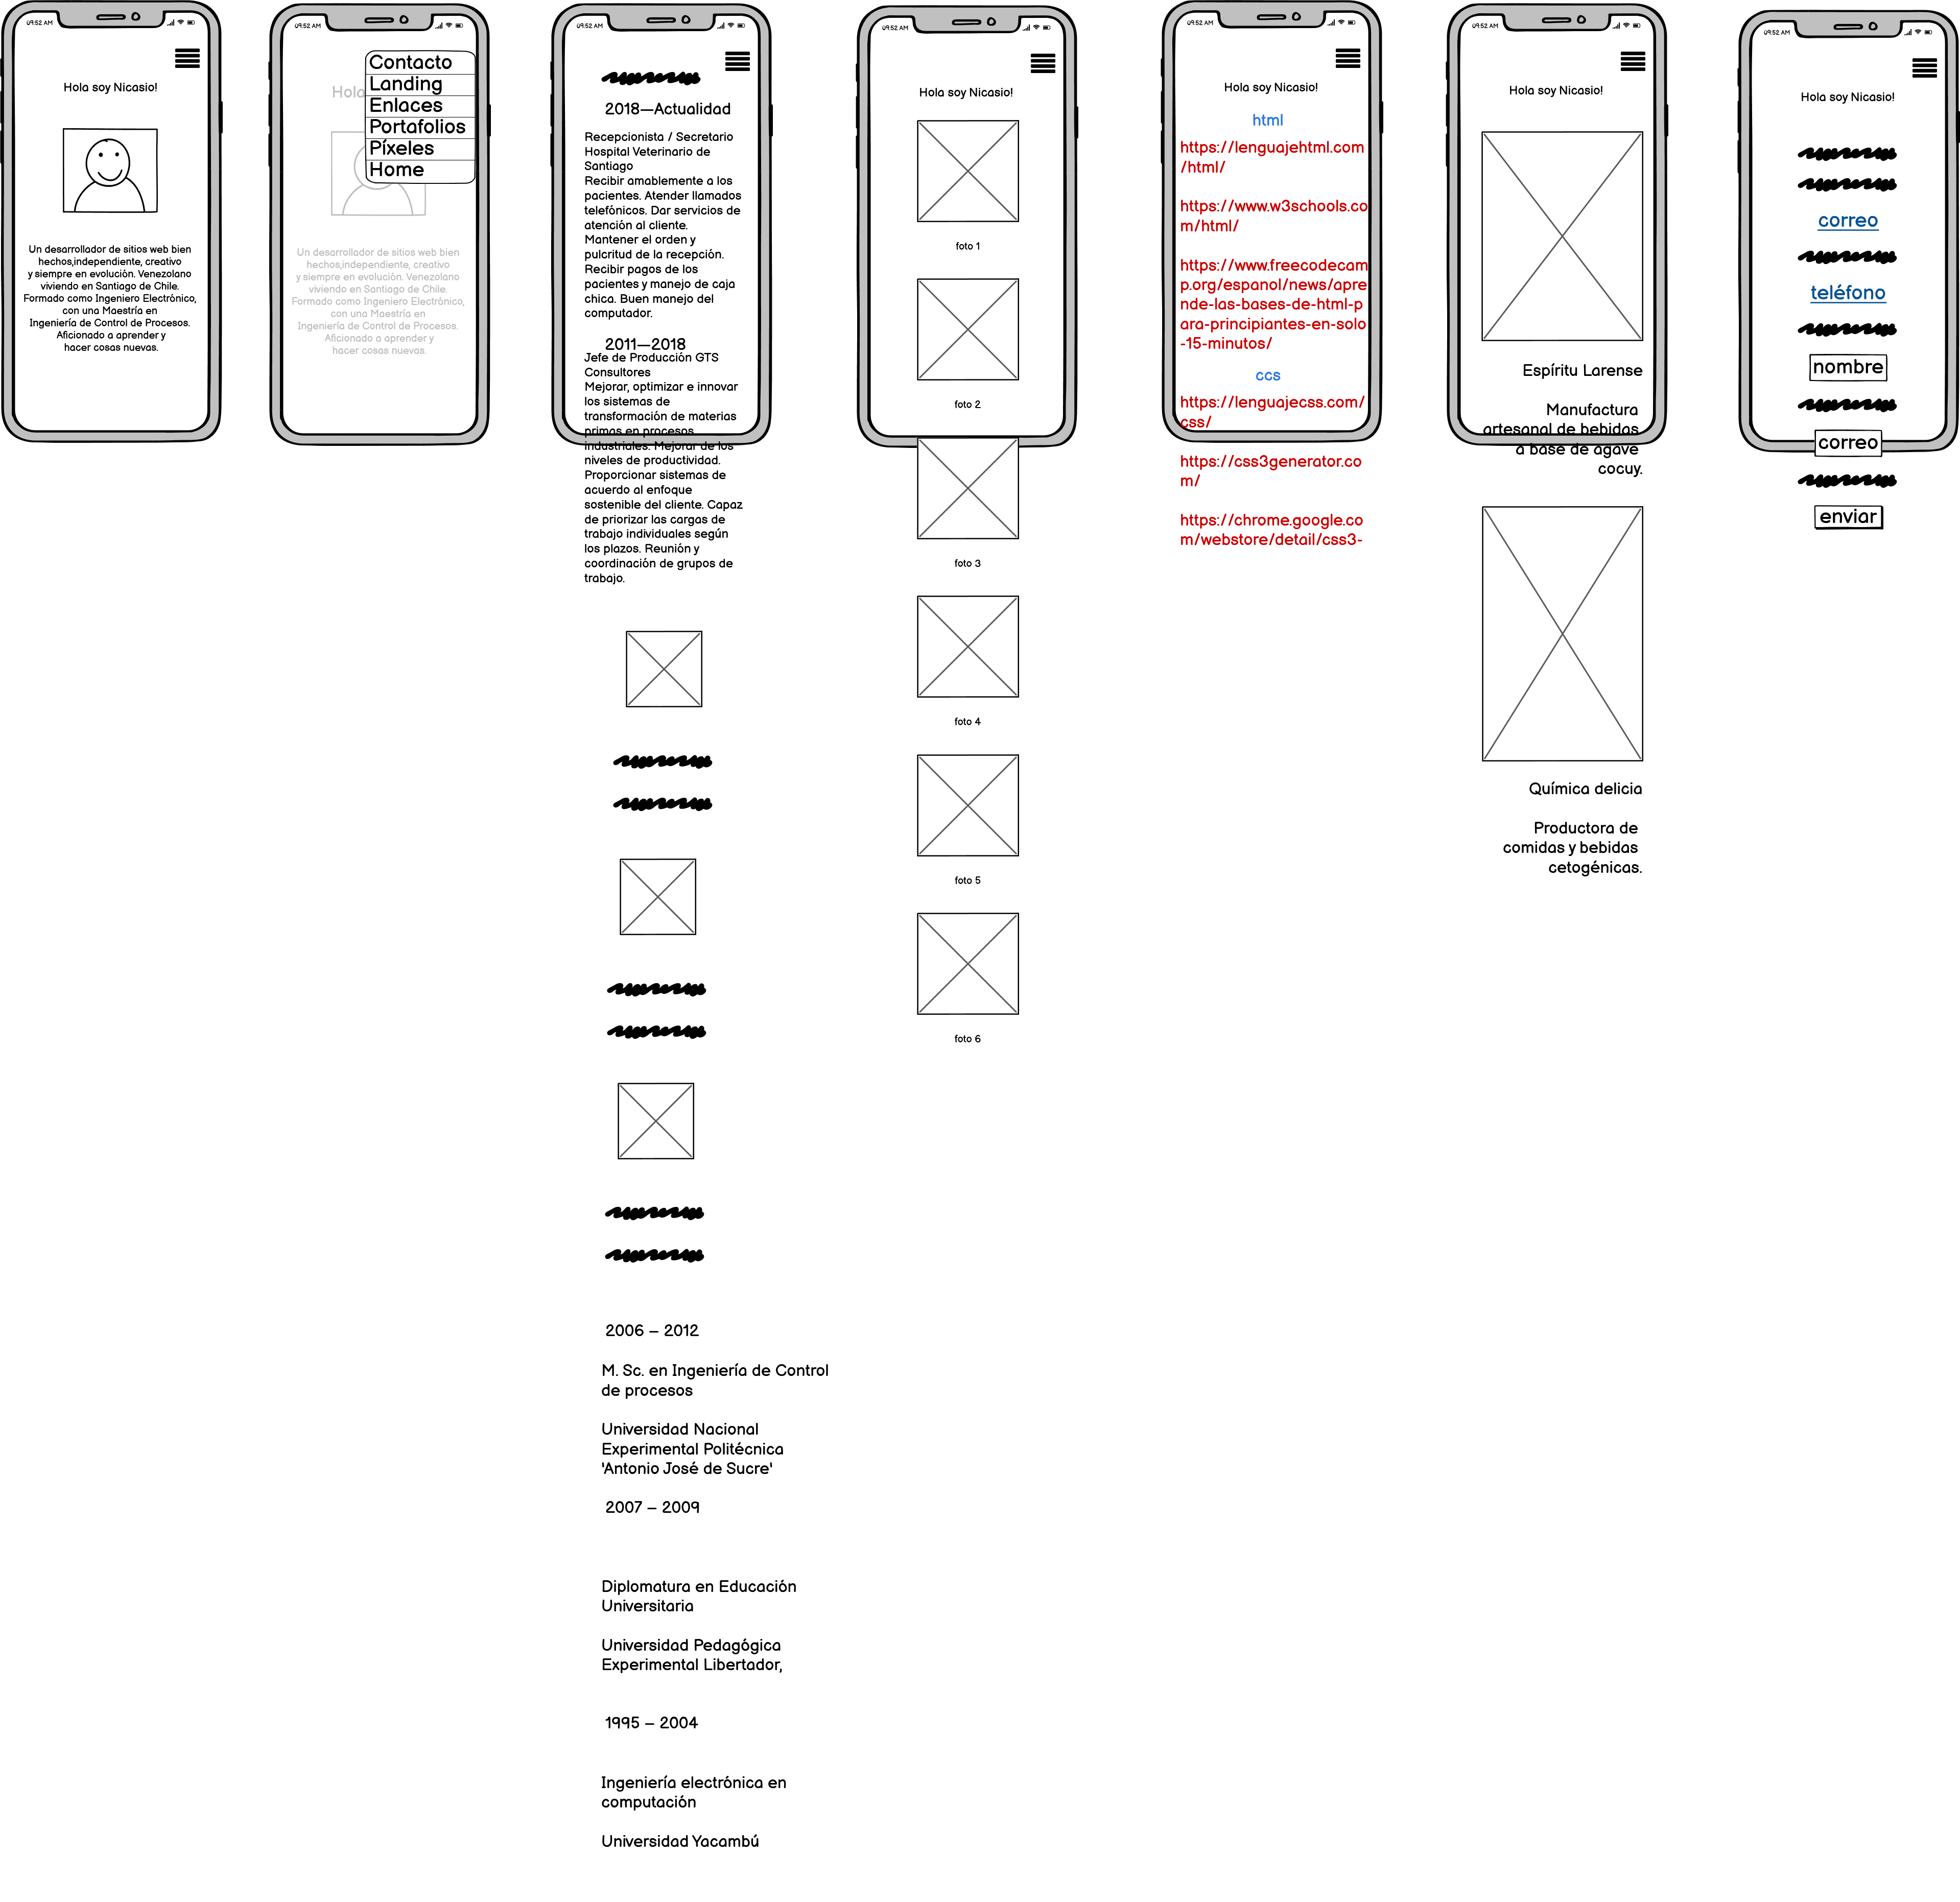 09:52 AM
Hola soy Nicasio!
Un desarrollador de sitios web bien
hechos,independiente, creativo
y siempre en evolución. Venezolano
viviendo en Santiago de Chile.
Formado como Ingeniero Electrónico,
con una Maestría en
Ingeniería de Control de Procesos.
Aficionado a aprender y
hacer cosas nuevas.
09:52 AM
Hola
Contacto
Landing
Enlaces
Portafolios
Píxeles
Home
Un desarrollador de sitios web bien
hechos,independiente, creativo
y siempre en evolución. Venezolano
viviendo en Santiago de Chile.
Formado como Ingeniero Electrónico,
con una Maestría en
Ingeniería de Control de Procesos.
Aficionado a aprender y
hacer cosas nuevas.
09:52 AM
2018—Actualidad
Recepcionista / Secretario
Hospital Veterinario de
Santiago
Recibir amablemente a los
pacientes. Atender llamados
telefónicos. Dar servicios de
atención al cliente.
Mantener el orden y
pulcritud de la recepción.
Recibir pagos de los
pacientes y manejo de caja
chica. Buen manejo del
computador.
2011—2018
Jefe de Producción GTS
Consultores
Mejorar, optimizar e innovar
los sistemas de
transformación de materias
primas en procesos
industriales. Mejorar de los
niveles de productividad.
Proporcionar sistemas de
acuerdo al enfoque
sostenible del cliente. Capaz
de priorizar las cargas de
trabajo individuales según
los plazos. Reunión y
coordinación de grupos de
trabajo.
2006 – 2012
M. Sc. en Ingeniería de Control
de procesos
Universidad Nacional
Experimental Politécnica
'Antonio José de Sucre'
2007 – 2009
Diplomatura en Educación
Universitaria
Universidad Pedagógica
Experimental Libertador,
1995 – 2004
Ingeniería electrónica en
computación
Universidad Yacambú
09:52 AM
Hola soy Nicasio!
foto 1
foto 2
foto 3
foto 4
foto 5
foto 6
09:52 AM
Hola soy Nicasio!
html
https://lenguajehtml.com
/html/
https://www.w3schools.co
m/html/
https://www.freecodecam
p.org/espanol/news/apre
nde-las-bases-de-html-p
ara-principiantes-en-solo
-15-minutos/
ccs
https://lenguajecss.com/
css/
https://css3generator.co
m/
https://chrome.google.co
m/webstore/detail/css3-
09:52 AM
Hola soy Nicasio!
Espíritu Larense
Manufactura
artesanal de bebidas
a base de agave
cocuy.
Química delicia
Productora de
comidas y bebidas
cetogénicas.
09:52 AM
Hola soy Nicasio!
correo
teléfono
nombre
correo
enviar